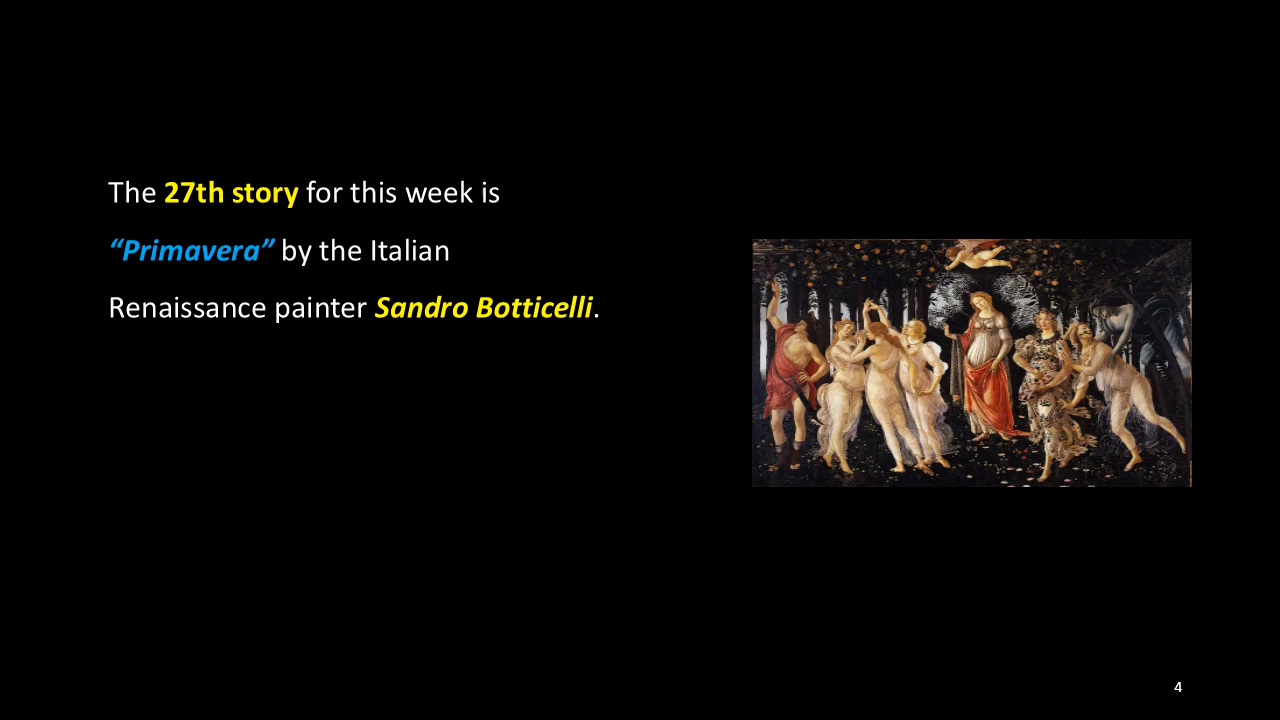 The 27th story for this week is
“Primavera” by the Italian
Renaissance painter Sandro Botticelli.
4